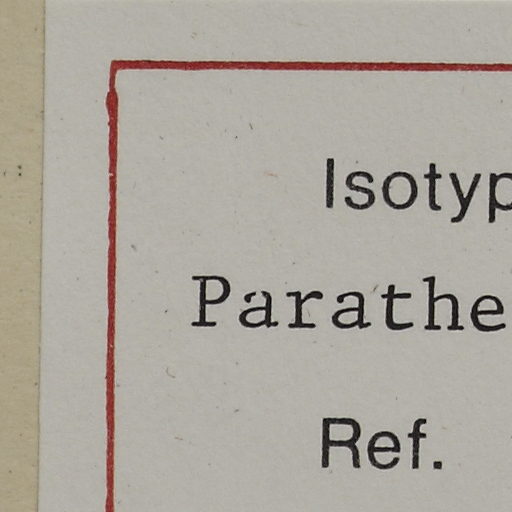 Isotyp
Parathe
Ref.